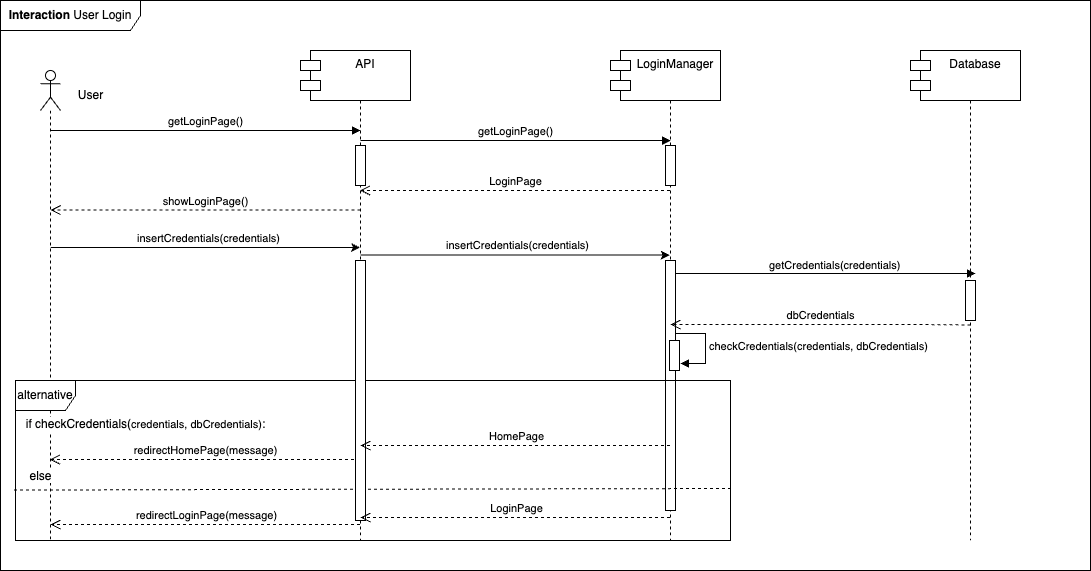 Interaction User Login
API
LoginManager
Database
User
getLoginPage()
getLoginPage()
LoginPage
showLoginPage()
insertCredentials(credentials)
insertCredentials(credentials)
getCredentials(credentials)
dbCredentials
checkCredentials(credentials, dbCredentials)
alternative
if checkCredentials(credentials, dbCredentials):
HomePage
redirectHomePage(message)
else
LoginPage
redirectLoginPage(message)